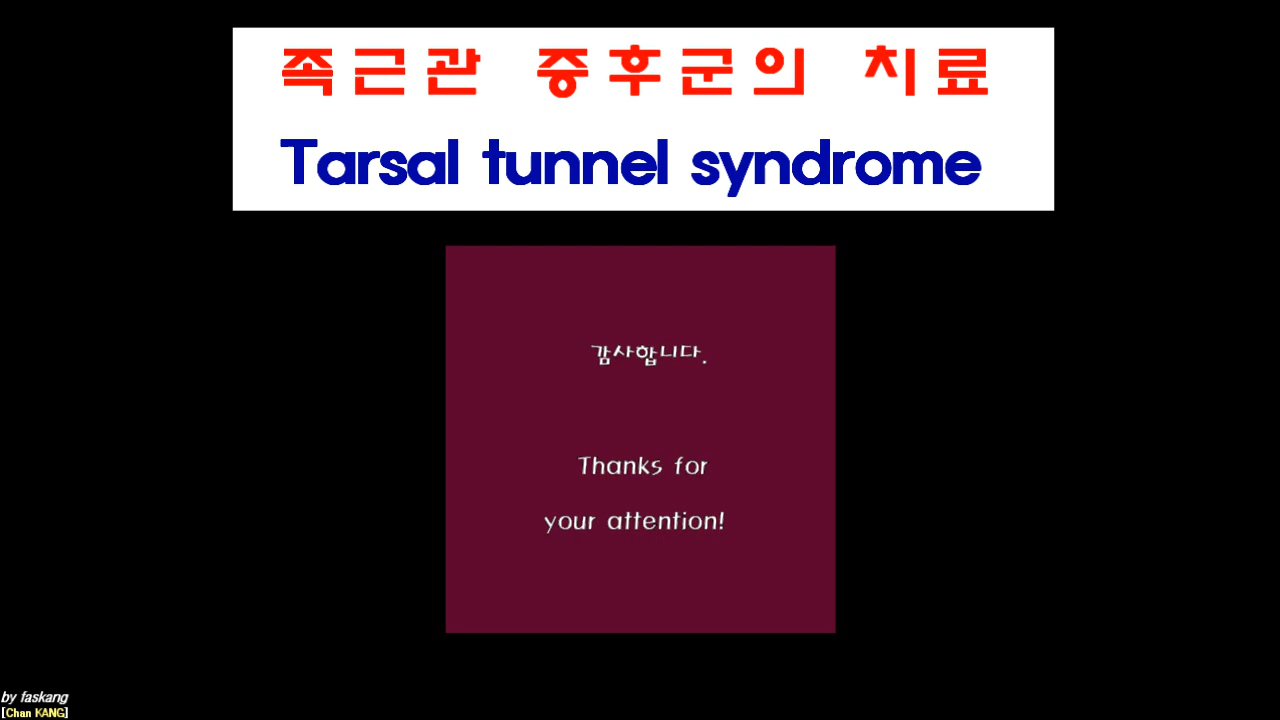 족근관 증후군의 치료
Tarsal tunnel syndrome
감사합니다.
Thanks for
your attention!
by faskang
[Chan KANG]